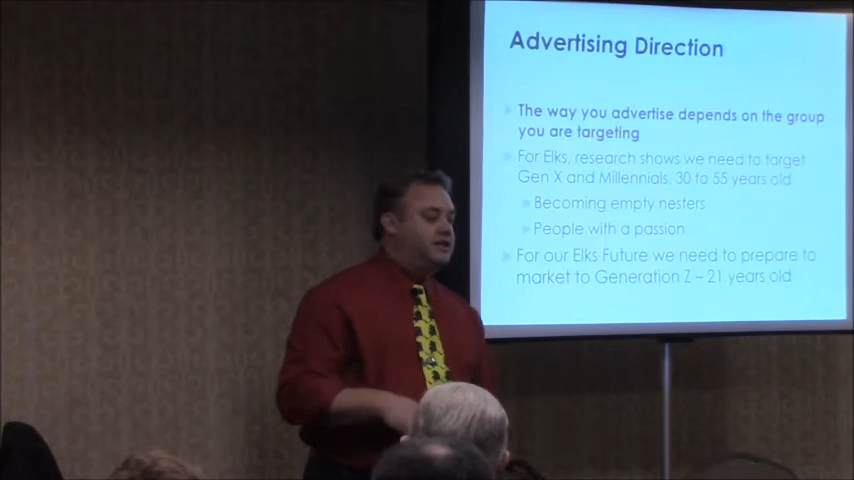 Advertising Direction
The way you advertise depends on the group
you are targeting
For Elks, research shows we need to target
Gen X and Millennials, 30 to 55 years old
Becoming empty nesters
People with a passion
For our Elks Future we need to prepare to
market to Generation Z – 21 years old